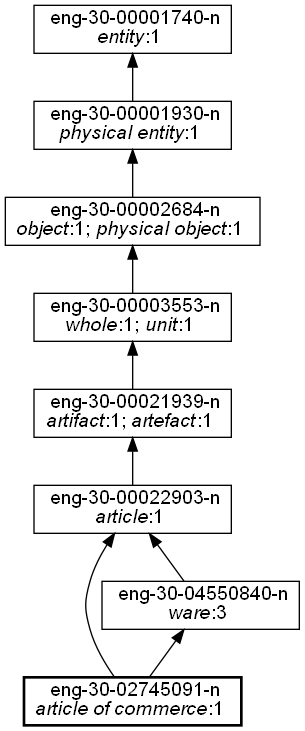 eng-30-00001740-n
entity:1
eng-30-00001930-n
physical entity:1
eng-30-00002684-n
object:1; physical object:1
eng-30-00003553-n
whole:1; unit:1
eng-30-00021939-n
artifact:1; artefact:1
eng-30-00022903-n
article:1
eng-30-04550840-n
ware:3
eng-30-02745091-n
article of commerce:1